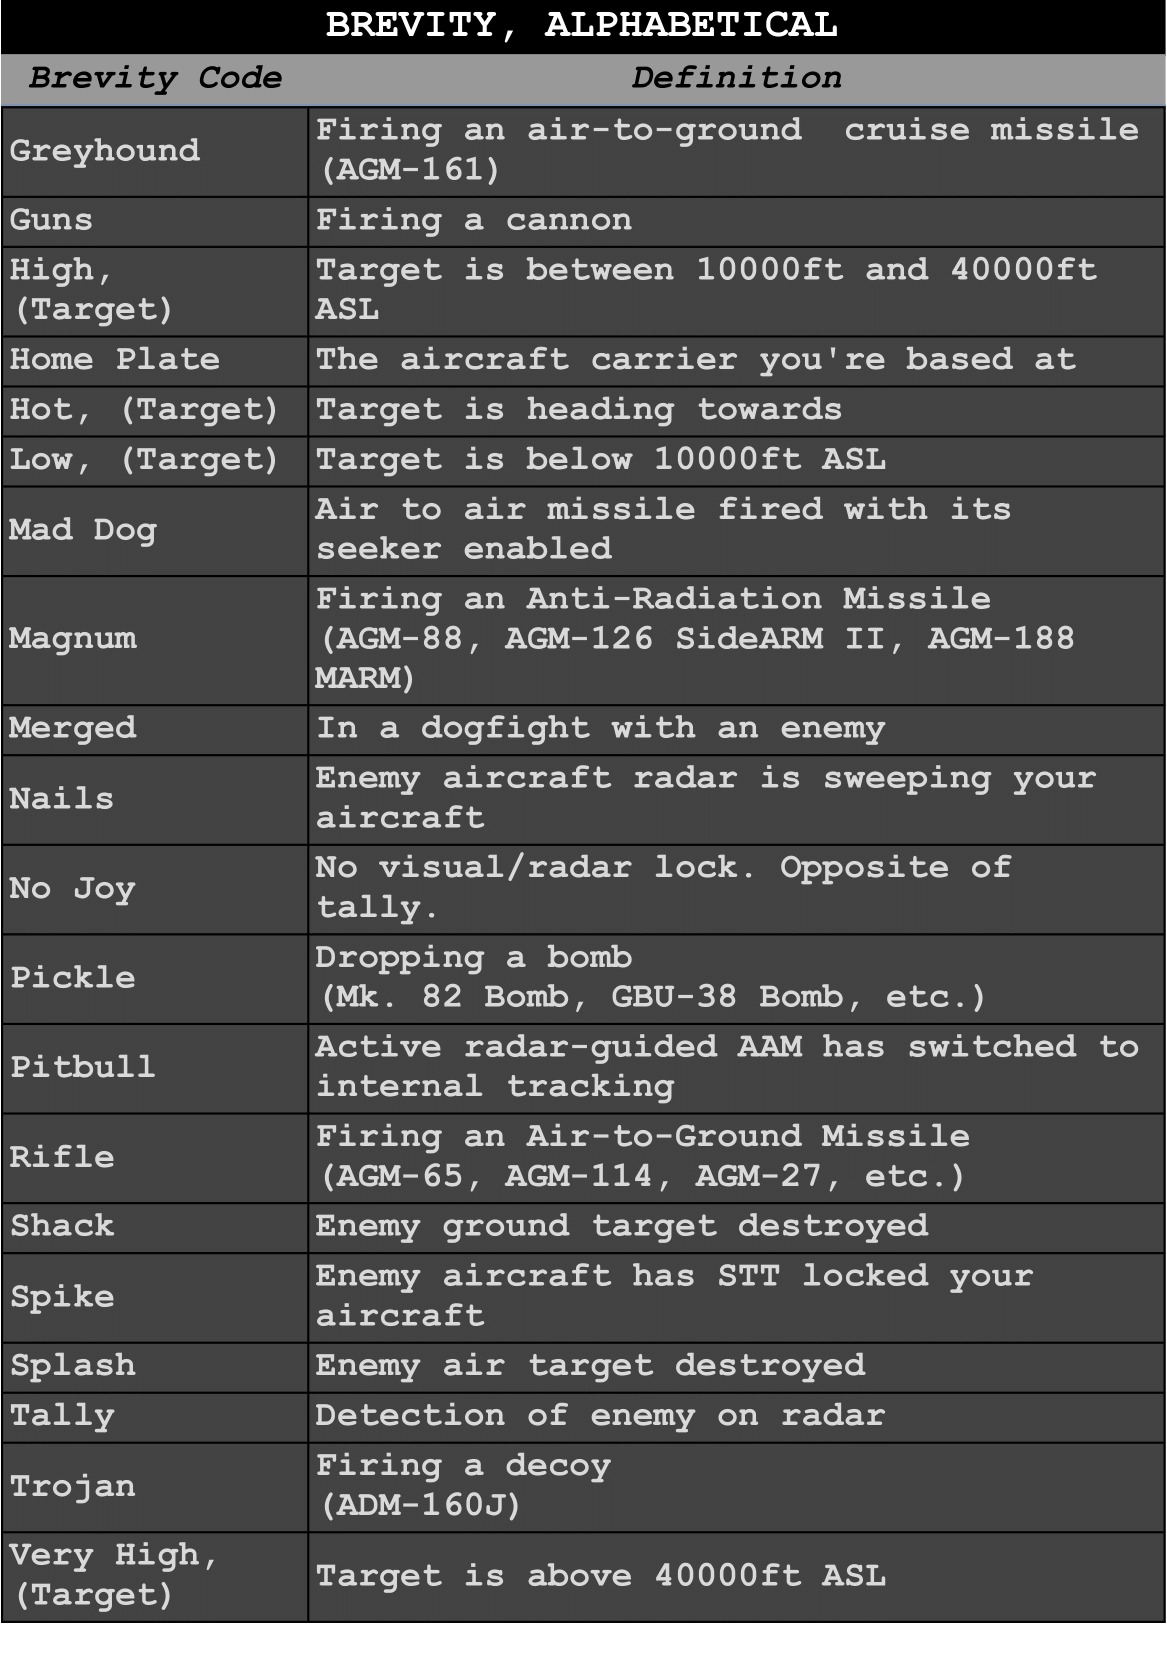 BREVITY, ALPHABETICAL
Brevity Code Definition
Greyhound
Firing an air-to-ground  cruise missile
(AGM-161)
Guns
Firing a cannon
High,
(Target)
Target is between 10000ft and 40000ft
ASL
Home Plate
The aircraft carrier you're based at
Hot, (Target)
Target is heading towards
Low, (Target)
Target is below 10000ft ASL
Mad Dog
Air to air missile fired with its
seeker enabled
Magnum
Firing an Anti-Radiation Missile
(AGM-88, AGM-126 SideARM II, AGM-188
MARM)
Merged
In a dogfight with an enemy
Nails
Enemy aircraft radar is sweeping your
aircraft
No Joy
No visual/radar lock. Opposite of
tally.
Pickle
Dropping a bomb
(Mk. 82 Bomb, GBU-38 Bomb, etc.)
Pitbull
Active radar-guided AAM has switched to
internal tracking
Rifle
Firing an Air-to-Ground Missile
(AGM-65, AGM-114, AGM-27, etc.)
Shack
Enemy ground target destroyed
Spike
Enemy aircraft has STT locked your
aircraft
Splash
Enemy air target destroyed
Tally
Detection of enemy on radar
Trojan
Firing a decoy
(ADM-160J)
Very High,
(Target)
Target is above 40000ft ASL